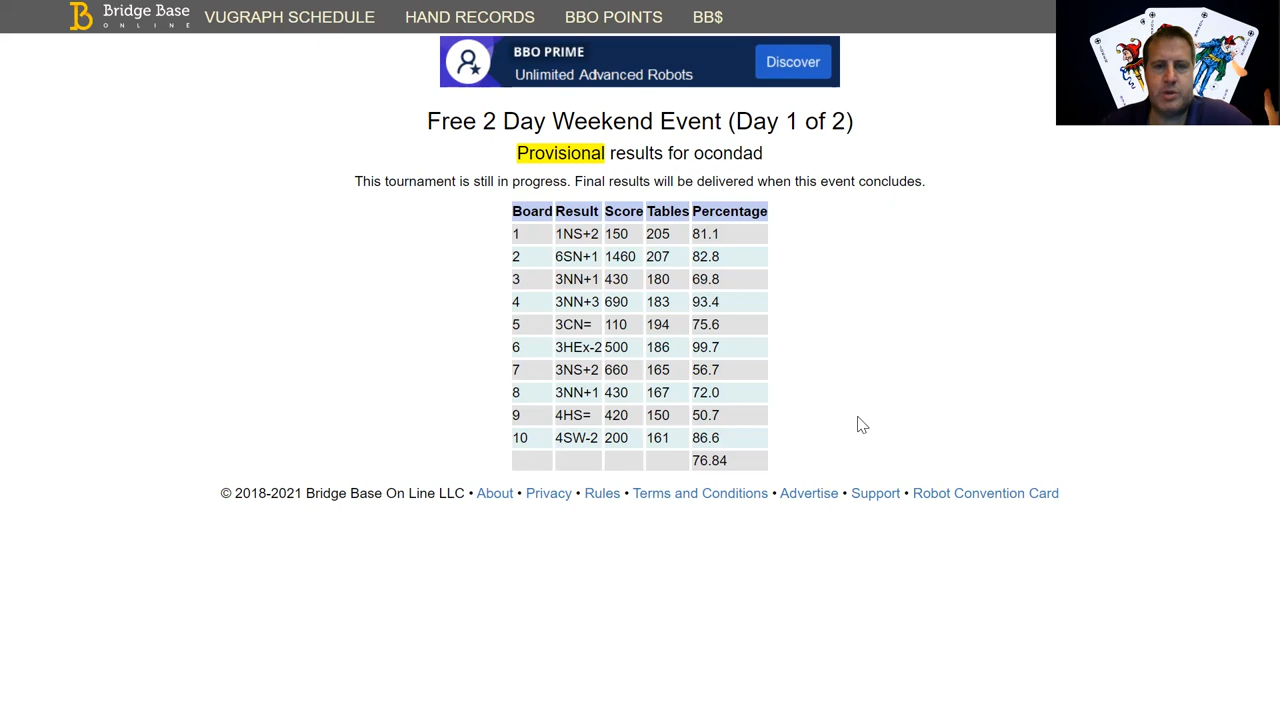 Bridge Base
ONLINE
VUGRAPH SCHEDULE HAND RECORDS BBO POINTS BB$
BBO PRIME
Unlimited Advanced Robots
Discover
Free 2 Day Weekend Event (Day 1 of 2)
Provisional results for ocondad
This tournament is still in progress. Final results will be delivered when this event concludes.
Board Result Score Tables Percentage
1 1NS+2 150 205 81.1
2 6SN+1 1460 207 82.8
3 3NN+1 430 180 69.8
4 3NN+3 690 183 93.4
5 3CN= 110 194 75.6
6 3HEx-2 500 186 99.7
7 3NS+2 660 165 56.7
8 3NN+1 430 167 72.0
9 4HS= 420 150 50.7
10 4SW-2 200 161 86.6
76.84
© 2018-2021 Bridge Base On Line LLC • About • Privacy • Rules • Terms and Conditions • Advertise • Support • Robot Convention Card